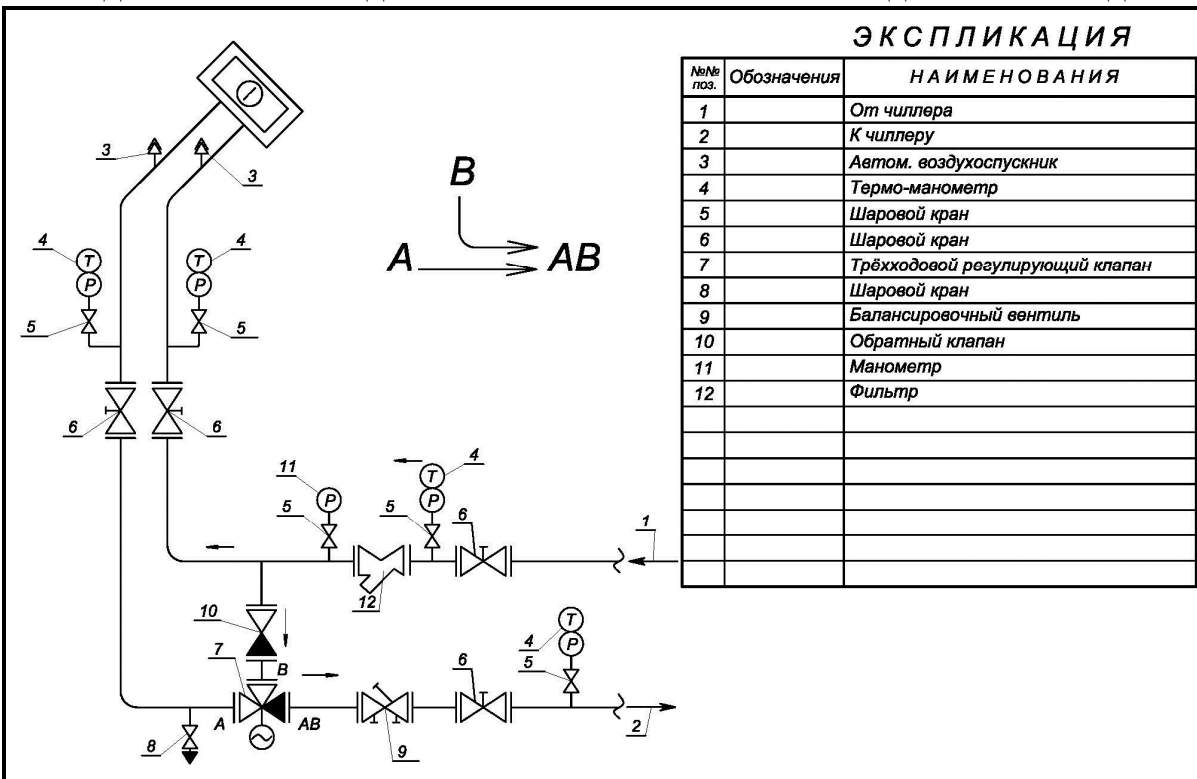 ЭКСПЛИКАЦИЯ
№№ поз. Обозначения НАИМЕНОВАНИЯ
1 От чиллера
2 К чиллеру
3 Автом. воздухоспускник
4 Термо-манометр
5 Шаровой кран
6 Шаровой кран
7 Трёхходовой регулирующий клапан
8 Шаровой кран
9 Балансировочный вентиль
10 Обратный клапан
11 Манометр
12 Фильтр
3
3
B
A AB
4 4
T T
P P
5 5
6 6
4
11 T
P P
5 5 6 1
12
10
T
4 P
7 6 5
B
A AB
8 9 2